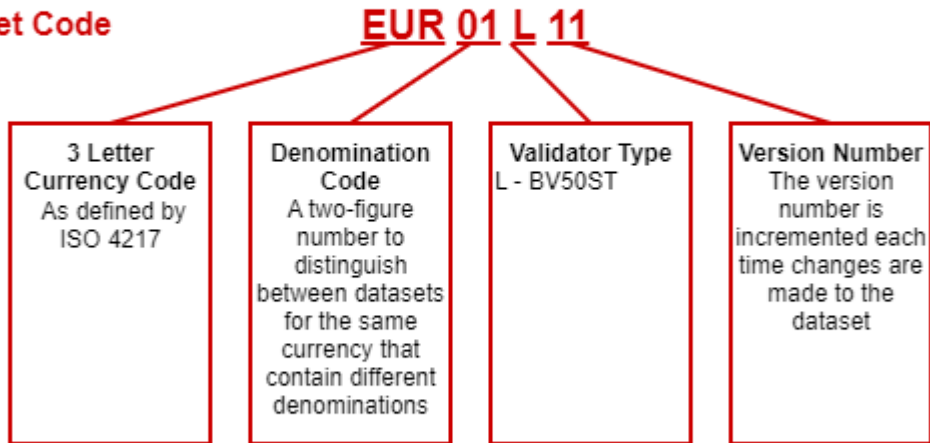 et Code
EUR 01 L 11
3 Letter
Currency Code
As defined by
ISO 4217
Denomination
Code
A two-figure
number to
distinguish
between datasets
for the same
currency that
contain different
denominations
Validator Type
L - BV50ST
Version Number
The version
number is
incremented each
time changes are
made to the
dataset